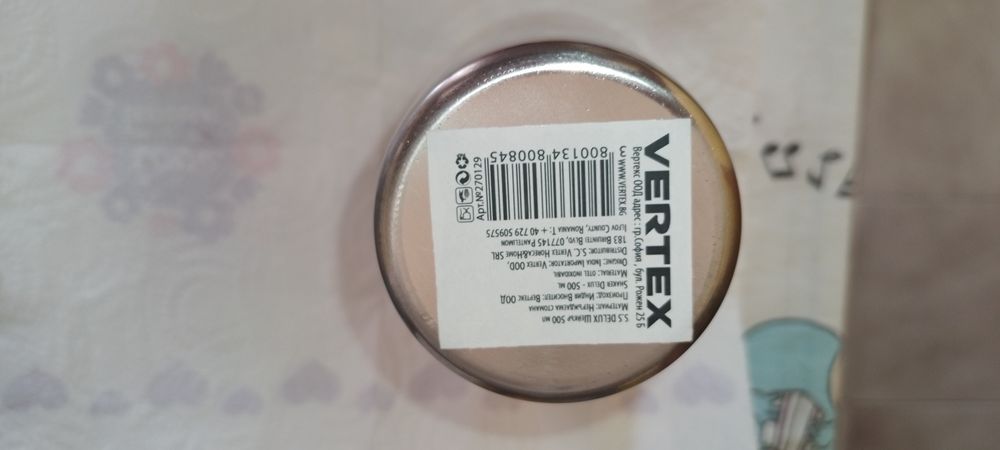 VERTEX
Вертекс ООД адрес: гр.София, бул. Рожен 25 Б
S.S DELUX Шейкър 500 мл
Материал: Неръждаема стомана
Произход: Индия Вносител: Вертекс ООД
Shaker Delux - 500 ml
Material: otel inoxidabil
Origine: India Importator: Vertex OOD,
Distribuitor: S.C. Vertex Horeca&Home SRL
183 Biruintei Blvd, 077145 Pantelimon
Ilfov County, Romania T: + 40 729 509575
WWW.VERTEX.BG
Арт.№270129
3 800134 800845